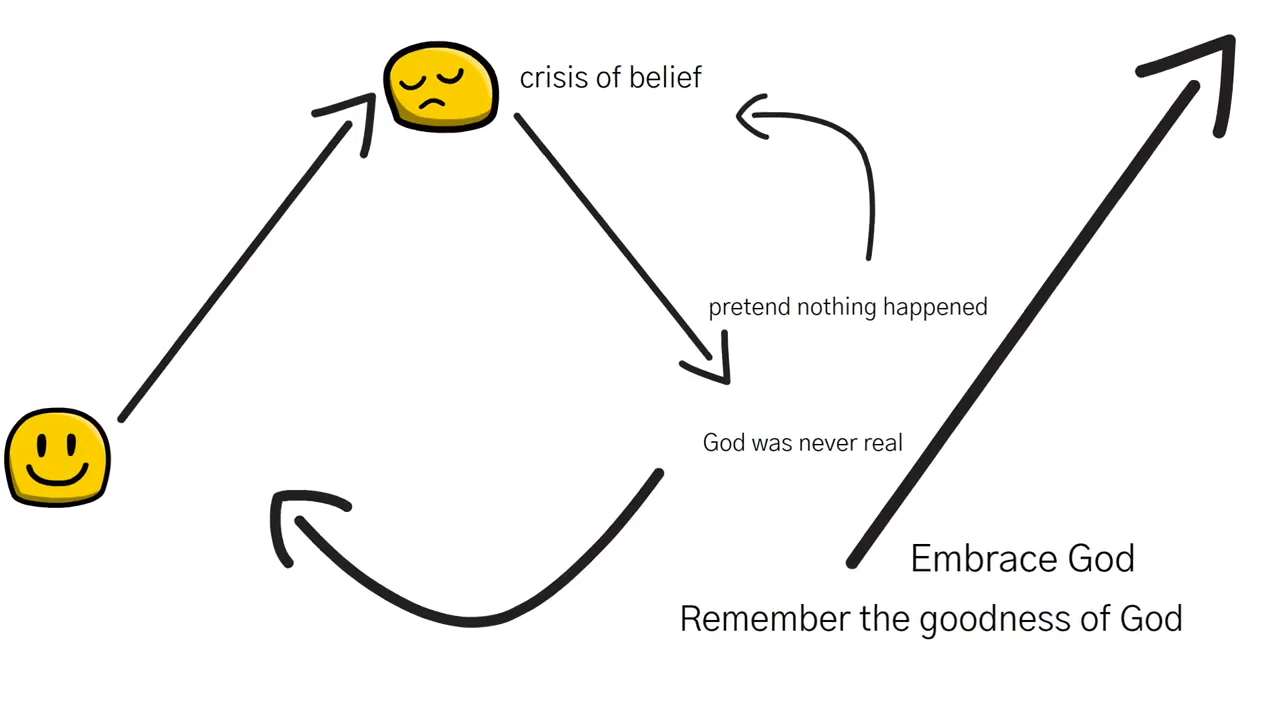 crisis of belief
pretend nothing happened
God was never real
Embrace God
Remember the goodness of God